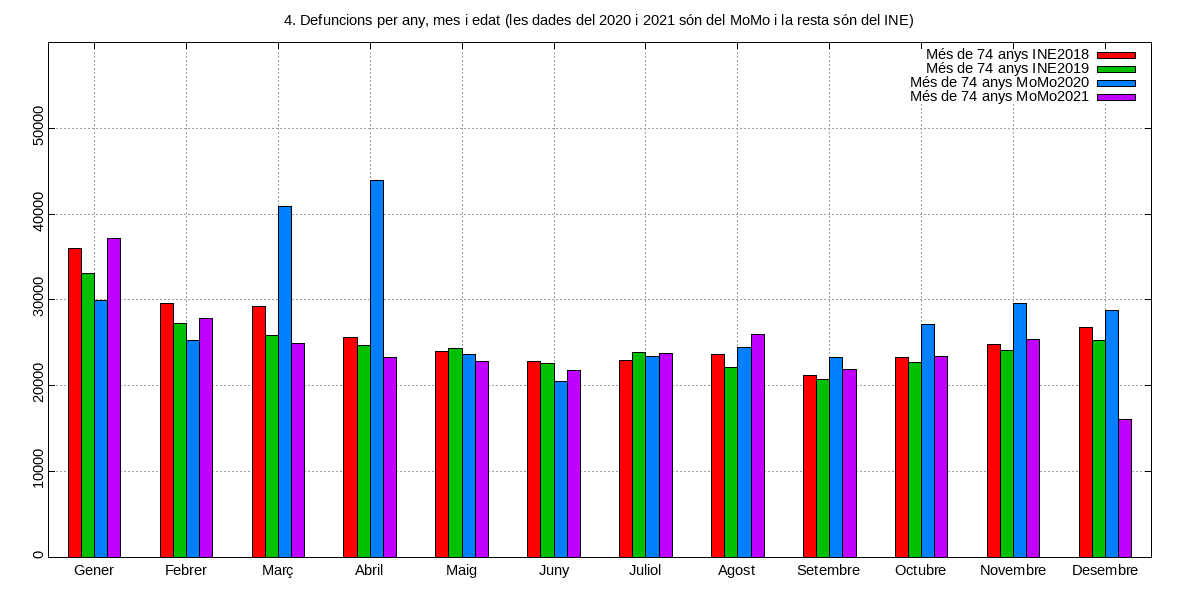 4. Defuncions per any, mes i edat (les dades del 2020 i 2021 són del MoMo i la resta són del INE)
Més de 74 anys INE2018
Més de 74 anys INE2019
Més de 74 anys MoMo2020
Més de 74 anys MoMo2021
50000
40000
30000
20000
10000
0
Gener Febrer Març Abril Maig Juny Juliol Agost Setembre Octubre Novembre Desembre